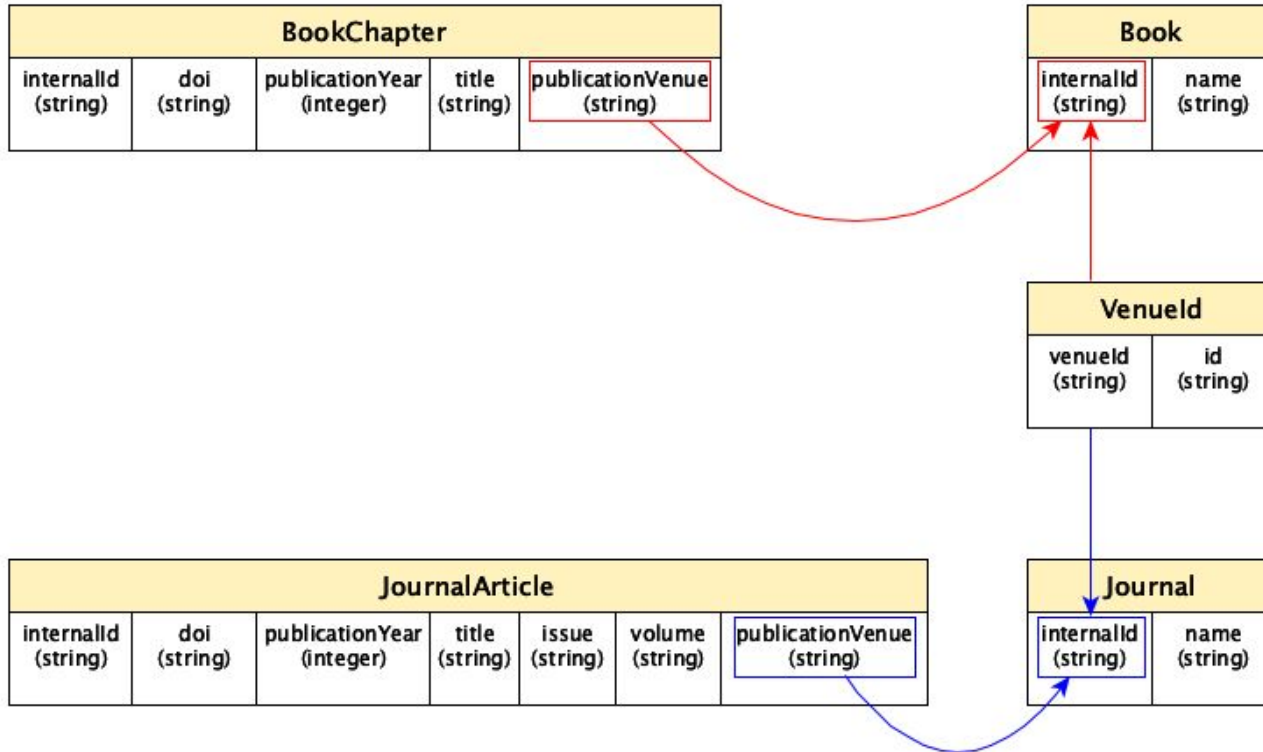 BookChapter
internalId
(string)
doi
(string)
publicationYear
(integer)
title
(string)
publicationVenue
(string)
Book
internalId
(string)
name
(string)
VenueId
venueId
(string)
id
(string)
JournalArticle
internalId
(string)
doi
(string)
publicationYear
(integer)
title
(string)
issue
(string)
volume
(string)
publicationVenue
(string)
Journal
internalId
(string)
name
(string)